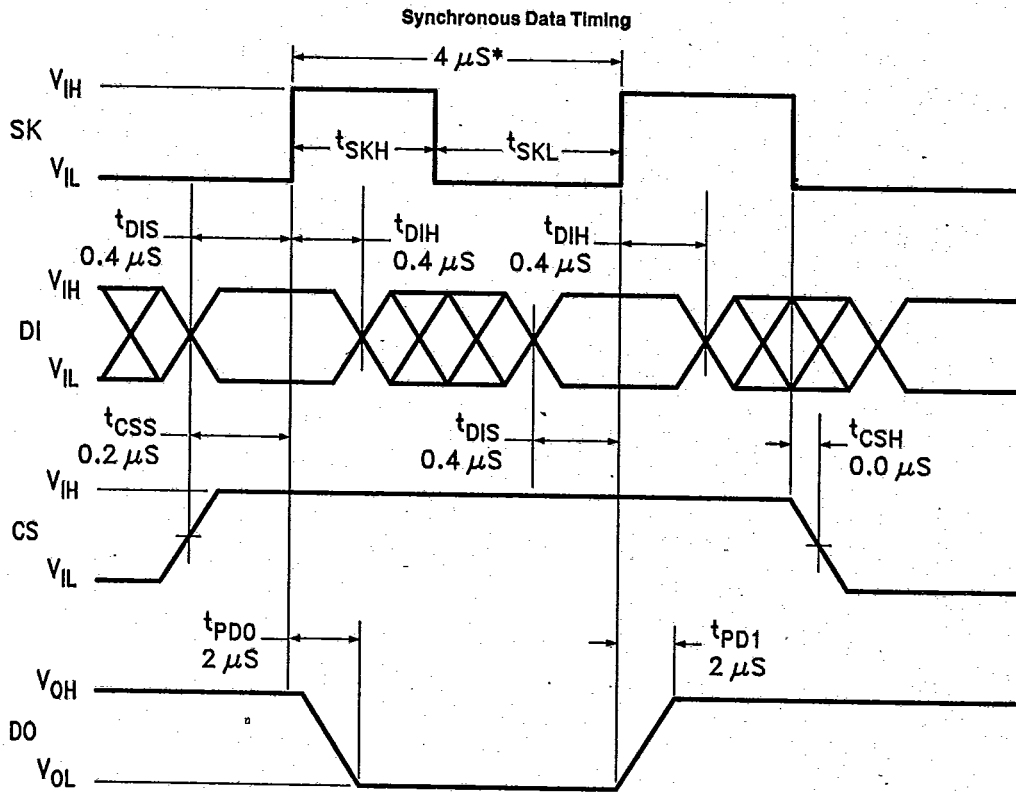 Synchronous Data Timing
4 μS*
V_IH
SK
V_IL
t_SKH
t_SKL
t_DIS
0.4 μS
t_DIH
0.4 μS
t_DIH
0.4 μS
V_IH
DI
V_IL
t_CSS
0.2 μS
t_DIS
0.4 μS
t_CSH
0.0 μS
V_IH
CS
V_IL
t_PD0
2 μS
t_PD1
2 μS
V_OH
DO
V_OL